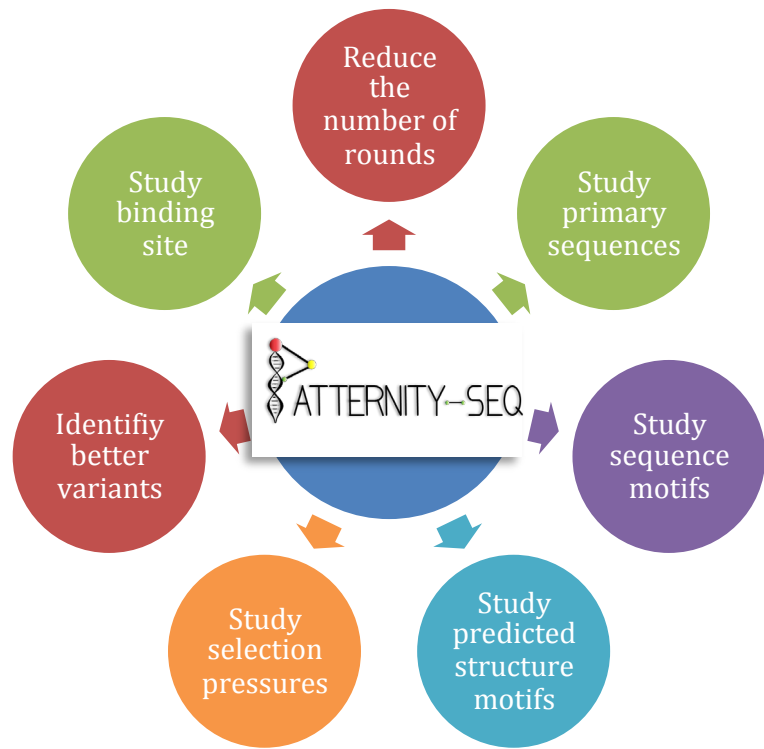 Reduce
the
number of
rounds
Study
primary
sequences
Study
sequence
motifs
Study
predicted
structure
motifs
Study
selection
pressures
Identifiy
better
variants
Study
binding
site
PATTERNITY-SEQ